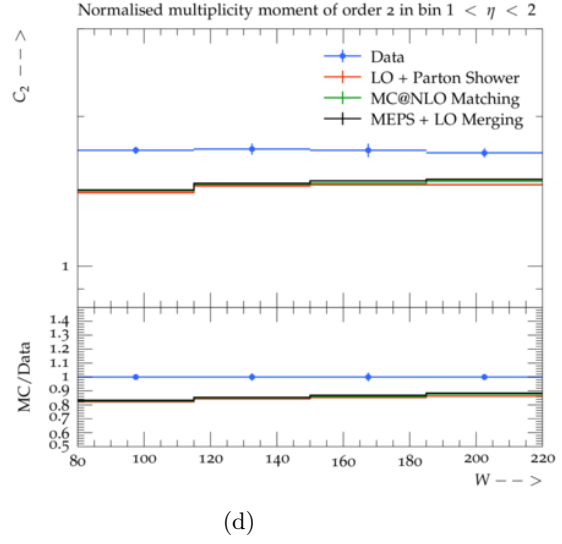 Normalised multiplicity moment of order 2 in bin 1 < η < 2
C₂ −− >
Data
LO + Parton Shower
MC@NLO Matching
MEPS + LO Merging
1
MC/Data
1.4
1.3
1.2
1.1
1
0.9
0.8
0.7
0.6
0.5
80 100 120 140 160 180 200 220
W −− >
(d)